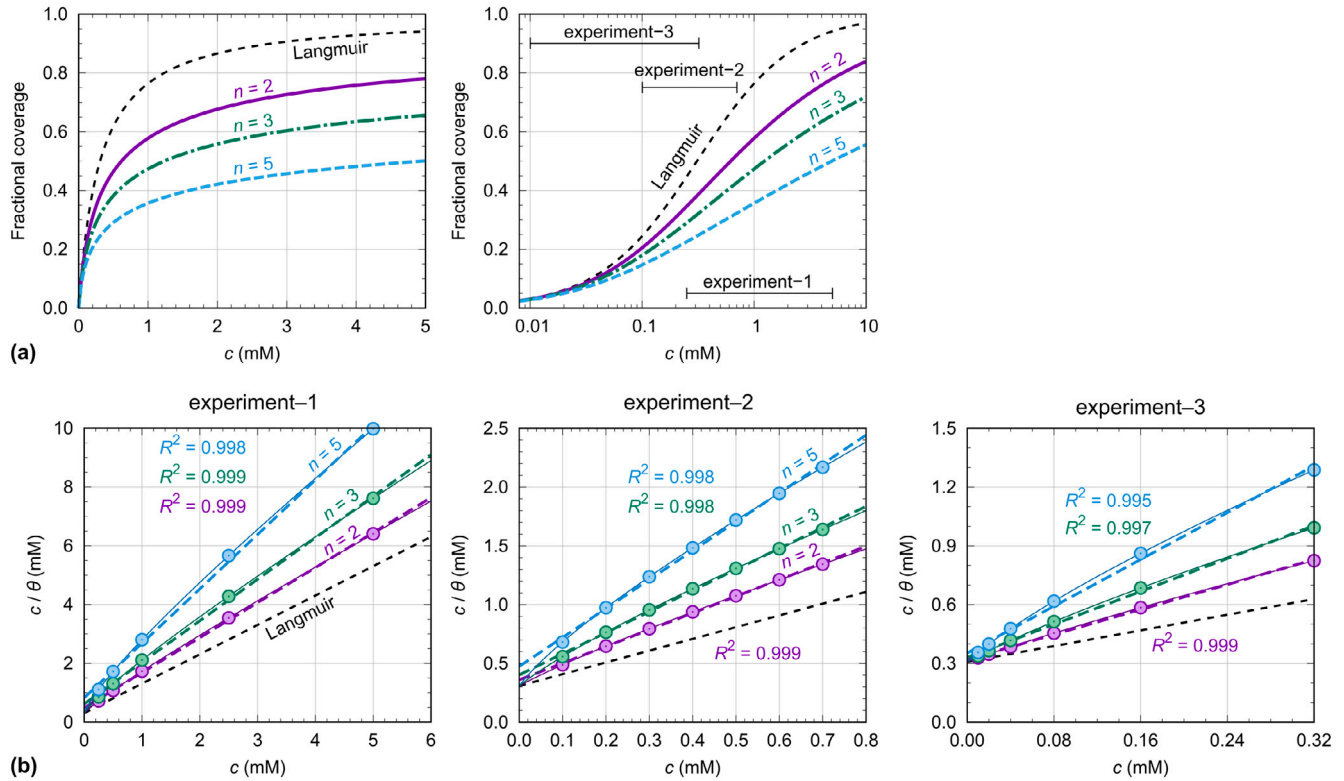 Fractional coverage
1.0
0.8
0.6
0.4
0.2
0.0
Langmuir
n = 2
n = 3
n = 5
0 1 2 3 4 5
c (mM)
Fractional coverage
1.0
0.8
0.6
0.4
0.2
0.0
experiment−3
experiment−2
Langmuir
n = 2
n = 3
n = 5
experiment−1
0.01 0.1 1 10
c (mM)
(a)
experiment–1
c / θ (mM)
10
8
6
4
2
0
R² = 0.998
R² = 0.999
R² = 0.999
n = 5
n = 3
n = 2
Langmuir
0 1 2 3 4 5 6
c (mM)
experiment–2
c / θ (mM)
2.5
2.0
1.5
1.0
0.5
0.0
R² = 0.998
R² = 0.998
n = 5
n = 3
n = 2
R² = 0.999
0.0 0.1 0.2 0.3 0.4 0.5 0.6 0.7 0.8
c (mM)
experiment–3
c / θ (mM)
1.5
1.2
0.9
0.6
0.3
0.0
R² = 0.995
R² = 0.997
R² = 0.999
0.00 0.08 0.16 0.24 0.32
c (mM)
(b)